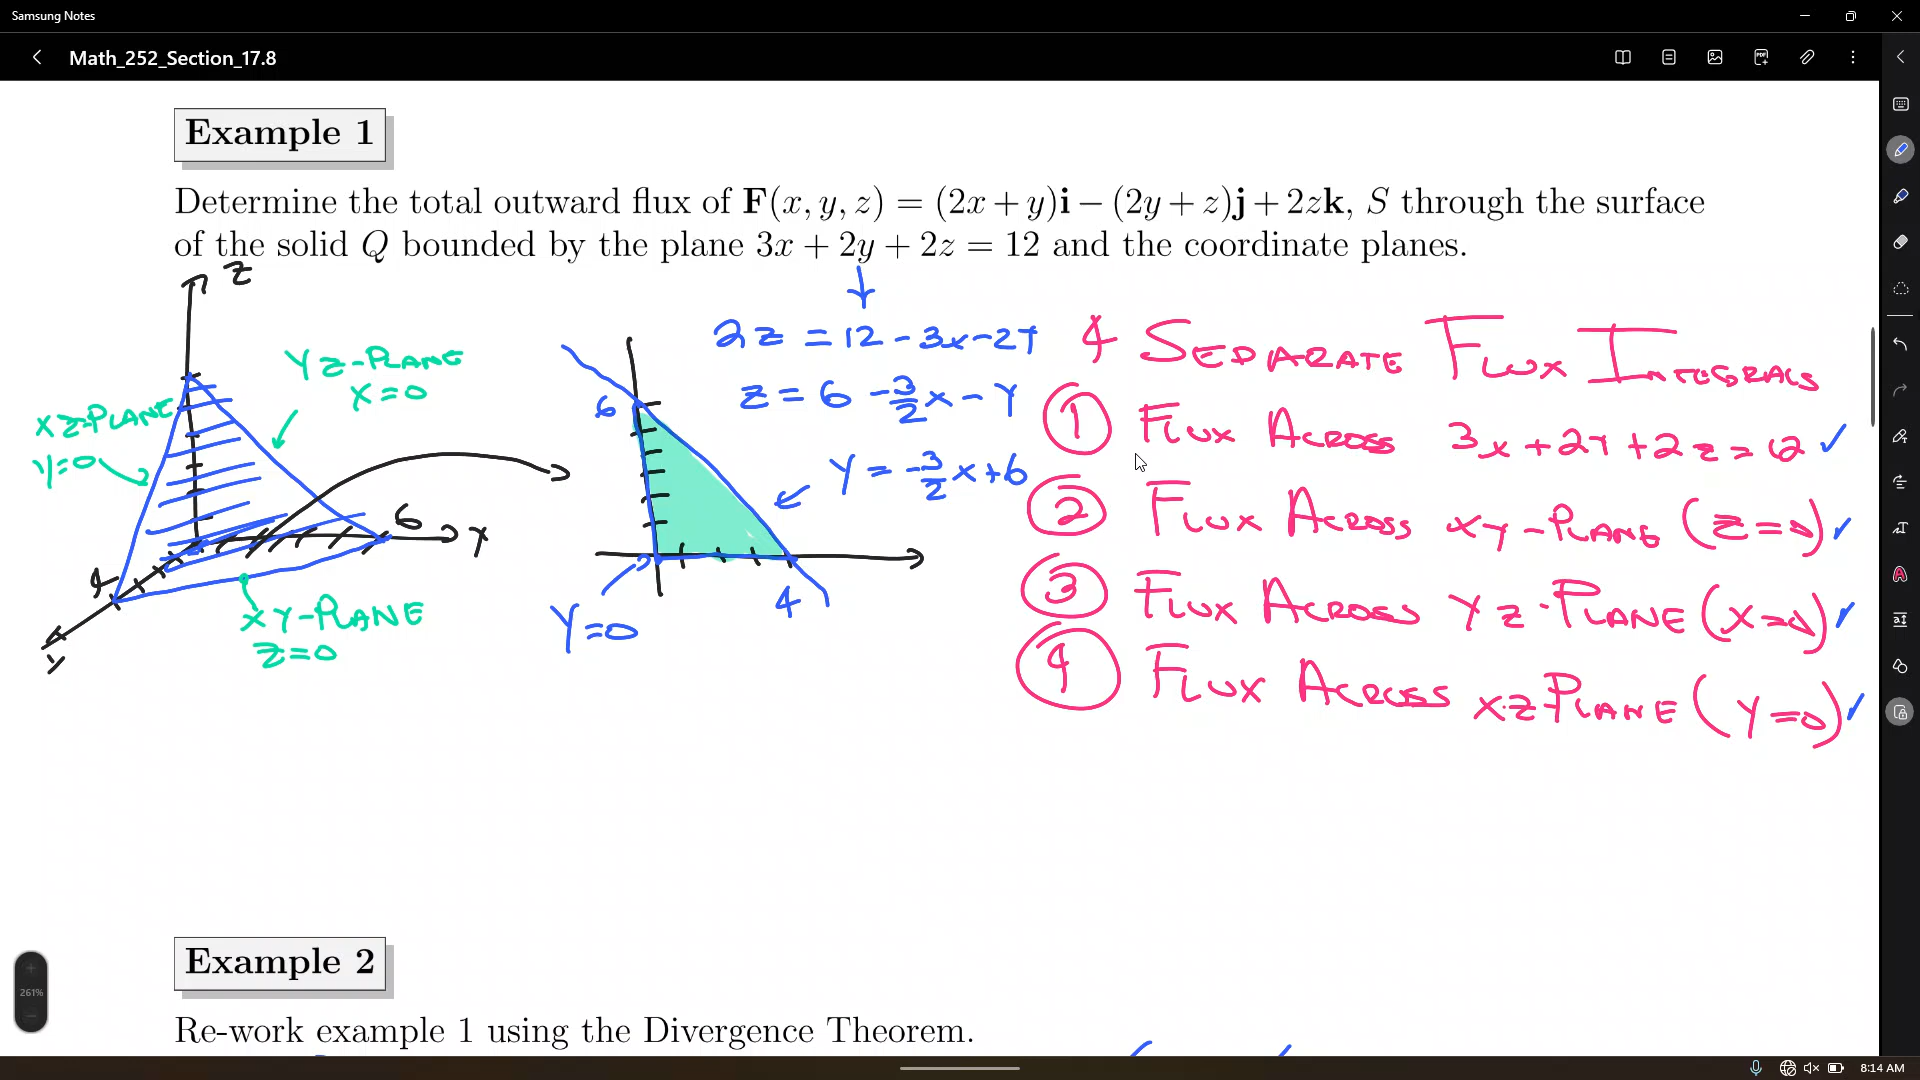 Samsung Notes
Math_252_Section_17.8
Example 1
Determine the total outward flux of F(x, y, z) = (2x + y)i − (2y + z)j + 2zk, S through the surface
of the solid Q bounded by the plane 3x + 2y + 2z = 12 and the coordinate planes.
Z
YZ-PLANE
X=0
XZ-PLANE
Y=0
6
X
4
Y
XY-PLANE
Z=0
6
Y=0
4
2Z = 12 - 3X - 2Y
Z = 6 - 3/2 X - Y
Y = -3/2 X + 6
4 SEPARATE FLUX INTEGRALS
① FLUX ACROSS 3X + 2Y + 2Z = 12 ✓
② FLUX ACROSS XY-PLANE (Z=0) ✓
③ FLUX ACROSS YZ-PLANE (X=0) ✓
④ FLUX ACROSS XZ-PLANE (Y=0) ✓
Example 2
Re-work example 1 using the Divergence Theorem.
261%
8:14 AM